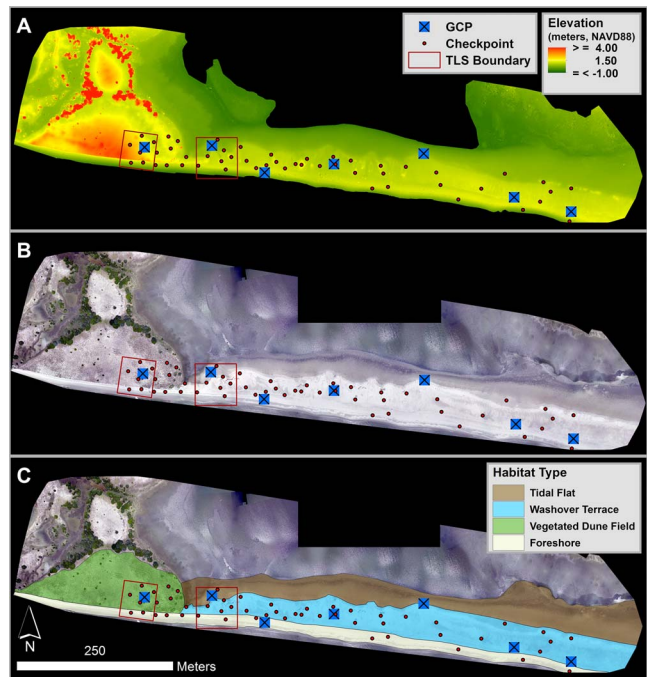 A
GCP
Checkpoint
TLS Boundary
Elevation
(meters, NAVD88)
>= 4.00
1.50
=< -1.00
B
C
Habitat Type
Tidal Flat
Washover Terrace
Vegetated Dune Field
Foreshore
N
250
Meters